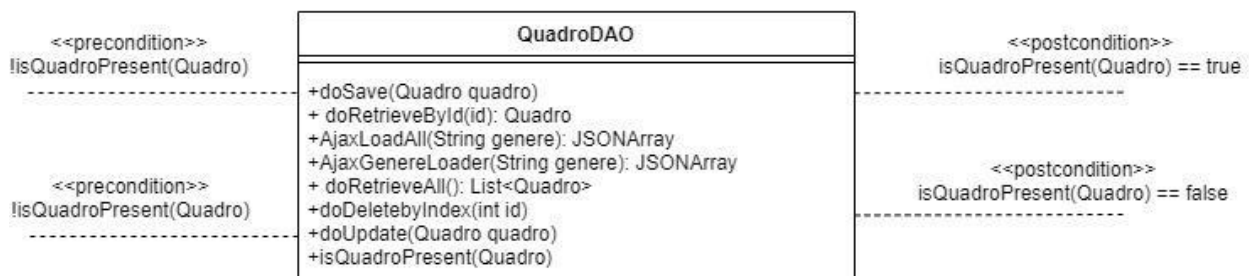 QuadroDAO
<<precondition>>
!isQuadroPresent(Quadro)
<<postcondition>>
isQuadroPresent(Quadro) == true
+doSave(Quadro quadro)
+ doRetrieveById(id): Quadro
+AjaxLoadAll(String genere): JSONArray
+AjaxGenereLoader(String genere): JSONArray
+ doRetrieveAll(): List<Quadro>
+doDeletebyIndex(int id)
+doUpdate(Quadro quadro)
+isQuadroPresent(Quadro)
<<precondition>>
!isQuadroPresent(Quadro)
<<postcondition>>
isQuadroPresent(Quadro) == false